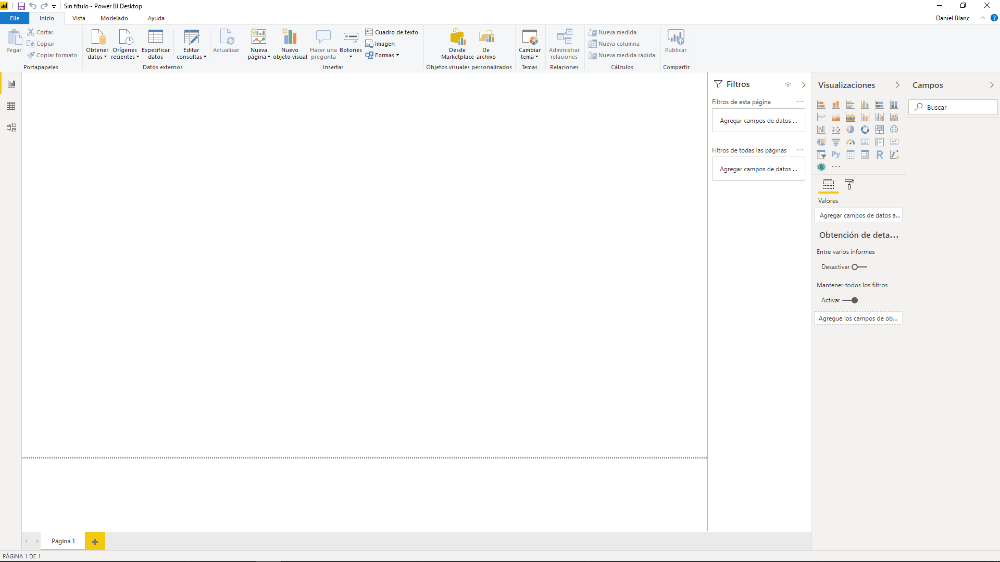 Sin título - Power BI Desktop
File Inicio Vista Modelado Ayuda Daniel Blanc ?
Pegar
Cortar
Copiar
Copiar formato
Portapapeles
Obtener
datos
Orígenes
recientes
Especificar
datos
Editar
consultas
Actualizar
Datos externos
Nueva
página
Nuevo
objeto visual
Hacer una
pregunta
Botones
Cuadro de texto
Imagen
Formas
Insertar
Desde
Marketplace
De
archivo
Objetos visuales personalizados
Cambiar
tema
Temas
Administrar
relaciones
Relaciones
Nueva medida
Nueva columna
Nueva medida rápida
Cálculos
Publicar
Compartir
Filtros
Filtros de esta página ...
Agregar campos de datos ...
Filtros de todas las páginas ...
Agregar campos de datos ...
Visualizaciones
123
Py
R
...
Valores
Agregar campos de datos a...
Obtención de deta...
Entre varios informes
Desactivar
Mantener todos los filtros
Activar
Agregue los campos de ob...
Campos
Buscar
Página 1 +
PÁGINA 1 DE 1